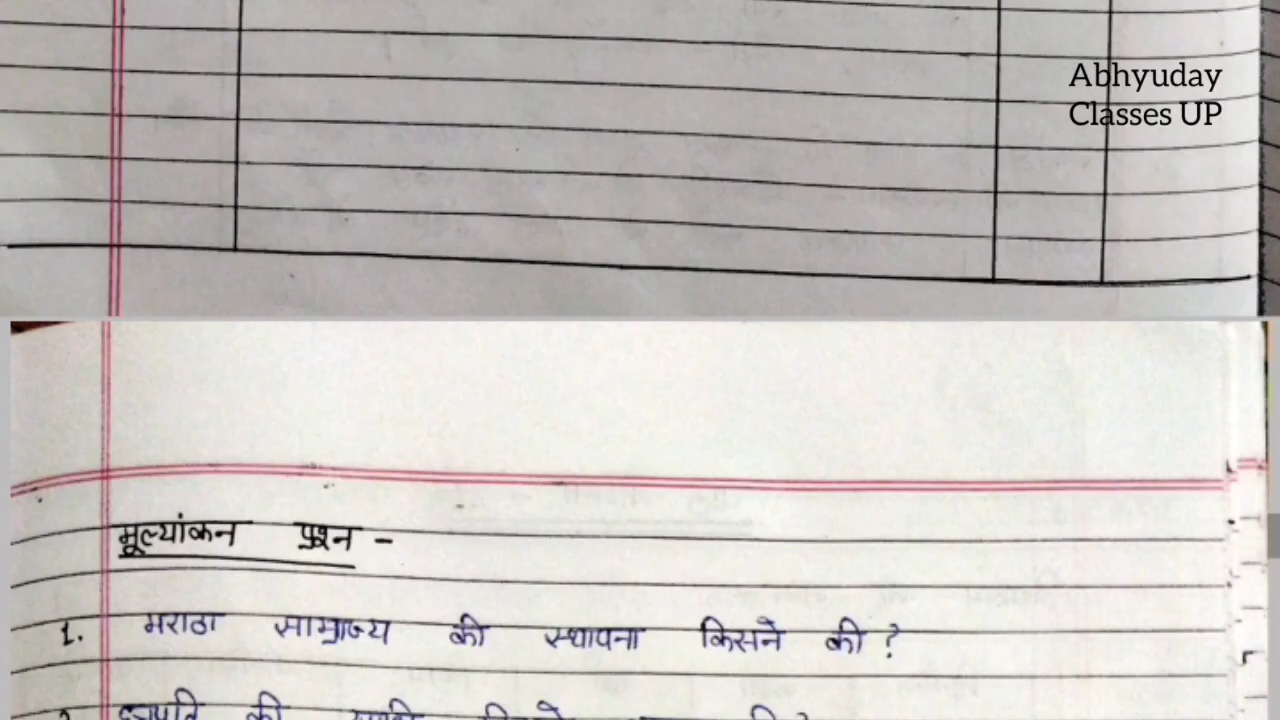 Abhyuday
Classes UP
मूल्यांकन प्रश्न -
1. मराठा साम्राज्य की स्थापना किसने की ?
की